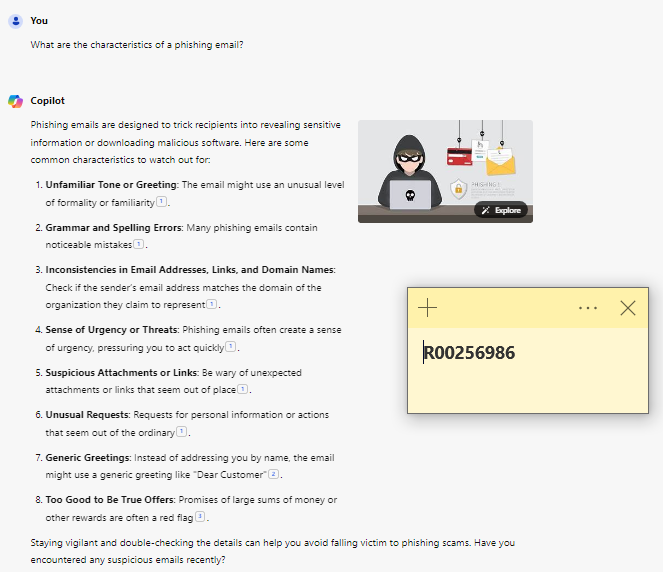 You
What are the characteristics of a phishing email?
Copilot
Phishing emails are designed to trick recipients into revealing sensitive
information or downloading malicious software. Here are some
common characteristics to watch out for:
1. Unfamiliar Tone or Greeting: The email might use an unusual level
of formality or familiarity 1 .
2. Grammar and Spelling Errors: Many phishing emails contain
noticeable mistakes 1 .
3. Inconsistencies in Email Addresses, Links, and Domain Names:
Check if the sender's email address matches the domain of the
organization they claim to represent 1 .
4. Sense of Urgency or Threats: Phishing emails often create a sense
of urgency, pressuring you to act quickly 1 .
5. Suspicious Attachments or Links: Be wary of unexpected
attachments or links that seem out of place 1 .
6. Unusual Requests: Requests for personal information or actions
that seem out of the ordinary 1 .
7. Generic Greetings: Instead of addressing you by name, the email
might use a generic greeting like "Dear Customer" 2 .
8. Too Good to Be True Offers: Promises of large sums of money or
other rewards are often a red flag 3 .
Staying vigilant and double-checking the details can help you avoid falling victim to phishing scams. Have you
encountered any suspicious emails recently?
PHISHING
Explore
R00256986